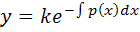 y = ke^{-∫ p(x)dx}